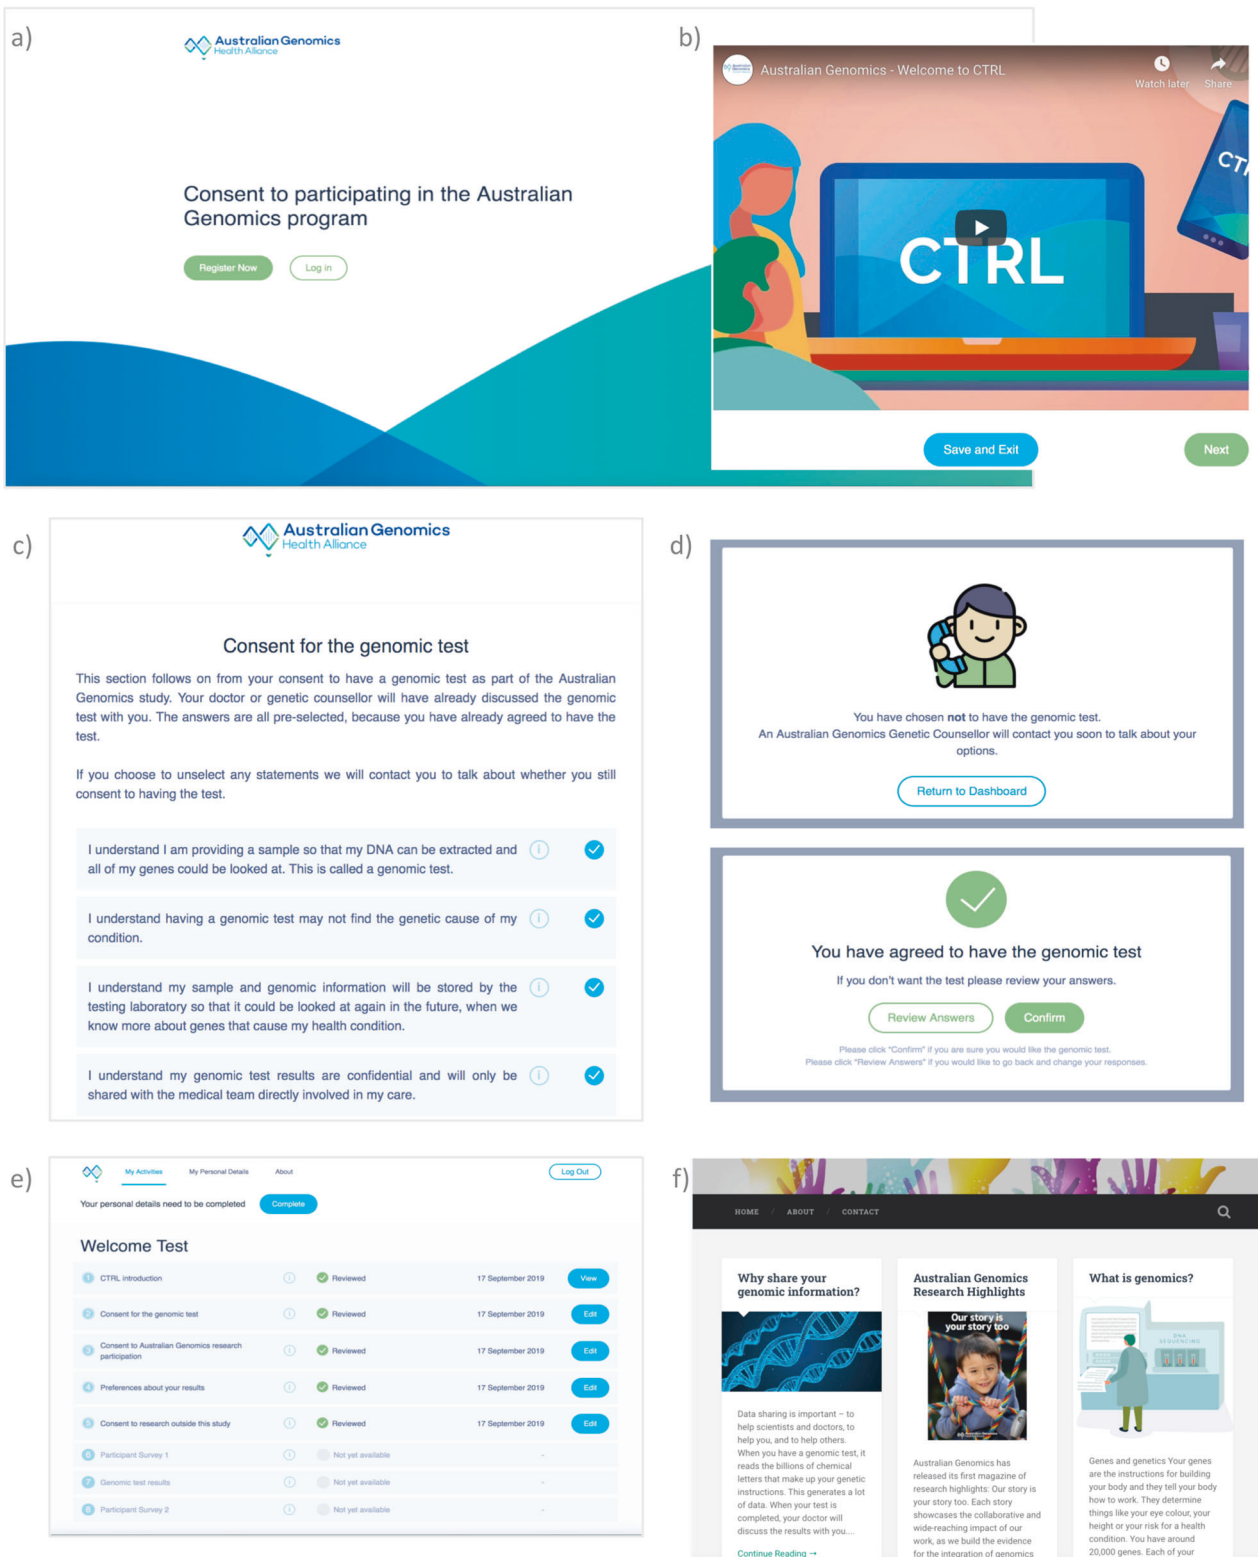 a)
Australian Genomics
Health Alliance
Consent to participating in the Australian
Genomics program
Register Now
Log in
b)
Australian Genomics - Welcome to CTRL
Watch later
Share
CTRL
Save and Exit
Next
c)
Australian Genomics
Health Alliance
Consent for the genomic test
This section follows on from your consent to have a genomic test as part of the Australian
Genomics study. Your doctor or genetic counsellor will have already discussed the genomic
test with you. The answers are all pre-selected, because you have already agreed to have the
test.
If you choose to unselect any statements we will contact you to talk about whether you still
consent to having the test.
I understand I am providing a sample so that my DNA can be extracted and
all of my genes could be looked at. This is called a genomic test.
I understand having a genomic test may not find the genetic cause of my
condition.
I understand my sample and genomic information will be stored by the
testing laboratory so that it could be looked at again in the future, when we
know more about genes that cause my health condition.
I understand my genomic test results are confidential and will only be
shared with the medical team directly involved in my care.
d)
You have chosen not to have the genomic test.
An Australian Genomics Genetic Counsellor will contact you soon to talk about your
options.
Return to Dashboard
You have agreed to have the genomic test
If you don't want the test please review your answers.
Review Answers
Confirm
Please click "Confirm" if you are sure you would like the genomic test.
Please click "Review Answers" if you would like to go back and change your responses.
e)
My Activities My Personal Details About Log Out
Your personal details need to be completed Complete
Welcome Test
1 CTRL introduction Reviewed 17 September 2019 View
2 Consent for the genomic test Reviewed 17 September 2019 Edit
3 Consent to Australian Genomics research
participation Reviewed 17 September 2019 Edit
4 Preferences about your results Reviewed 17 September 2019 Edit
5 Consent to research outside this study Reviewed 17 September 2019 Edit
6 Participant Survey 1 Not yet available -
7 Genomic test results Not yet available -
8 Participant Survey 2 Not yet available -
f)
HOME / ABOUT / CONTACT
Why share your
genomic information?
Data sharing is important – to
help scientists and doctors, to
help you, and to help others.
When you have a genomic test, it
reads the billions of chemical
letters that make up your genetic
instructions. This generates a lot
of data. When your test is
completed, your doctor will
discuss the results with you....
Continue Reading →
Australian Genomics
Research Highlights
Our story is
your story too
Australian Genomics has
released its first magazine of
research highlights: Our story is
your story too. Each story
showcases the collaborative and
wide-reaching impact of our
work, as we build the evidence
for the integration of genomics
What is genomics?
DNA
SEQUENCING
Genes and genetics Your genes
are the instructions for building
your body and they tell your body
how to work. They determine
things like your eye colour, your
height or your risk for a health
condition. You have around
20,000 genes. Each of your